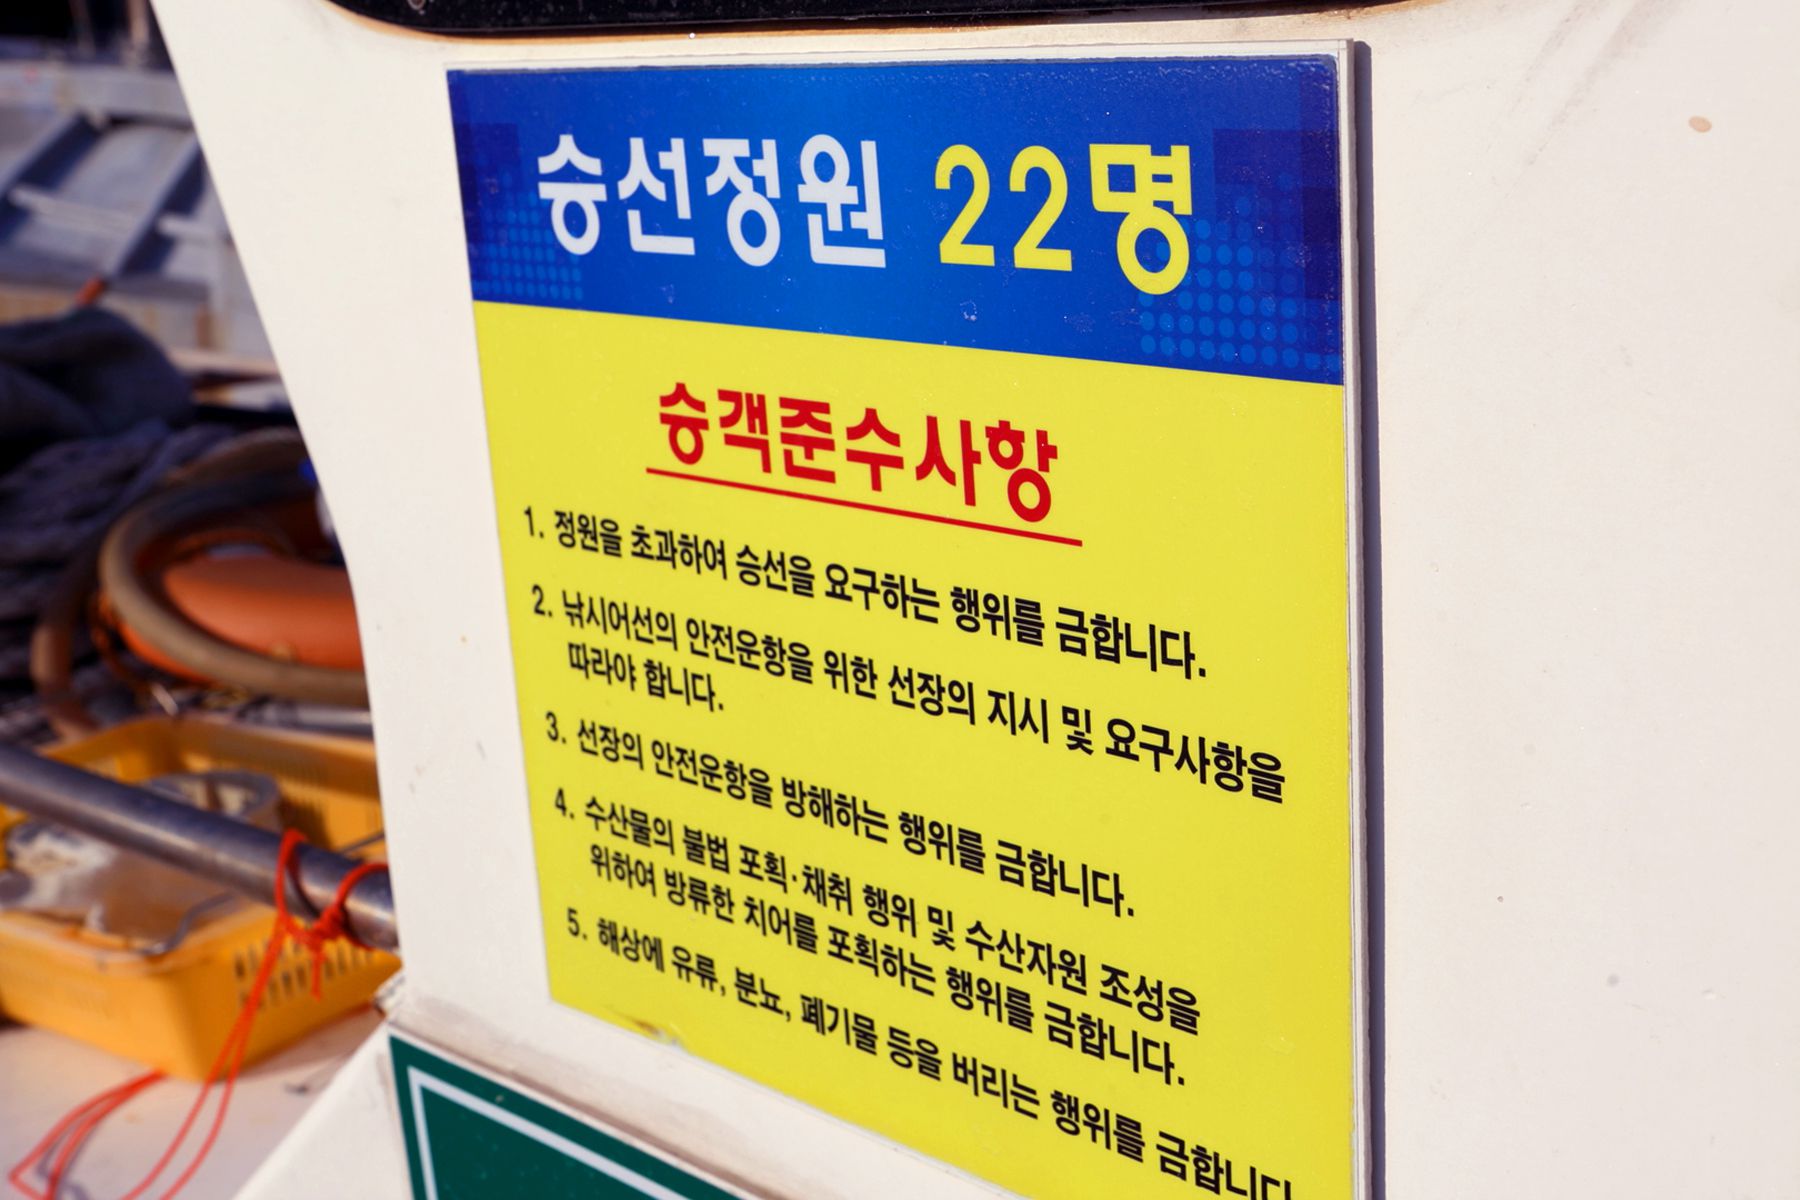 승선정원 22명
승객준수사항
1. 정원을 초과하여 승선을 요구하는 행위를 금합니다.
2. 낚시어선의 안전운항을 위한 선장의 지시 및 요구사항을
따라야 합니다.
3. 선장의 안전운항을 방해하는 행위를 금합니다.
4. 수산물의 불법 포획·채취 행위 및 수산자원 조성을
위하여 방류한 치어를 포획하는 행위를 금합니다.
5. 해상에 유류, 분뇨, 폐기물 등을 버리는 행위를 금합니다